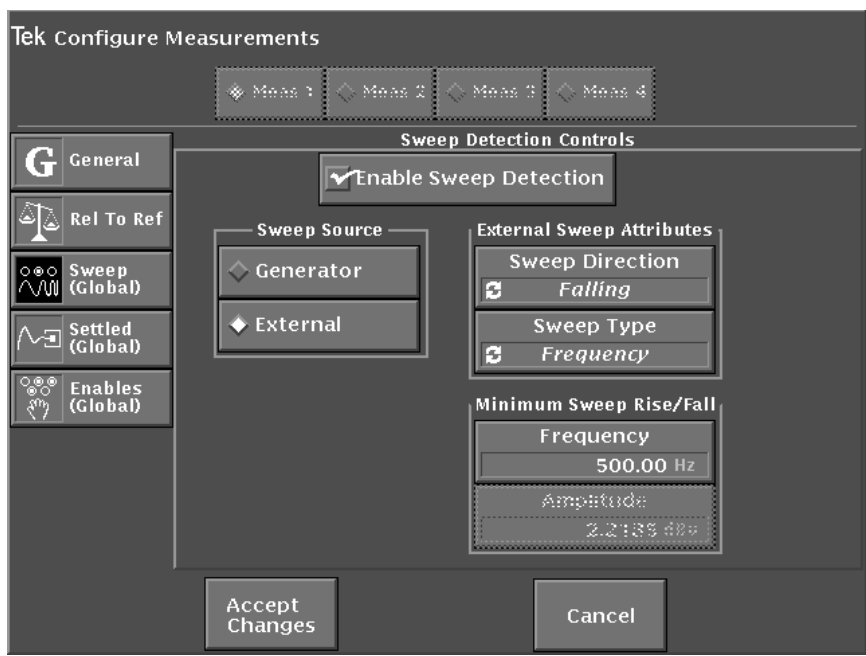 Tek Configure Measurements
Meas 1 Meas 2 Meas 3 Meas 4
Sweep Detection Controls
Enable Sweep Detection
G General
Rel To Ref
Sweep
(Global)
Settled
(Global)
Enables
(Global)
Sweep Source
Generator
External
External Sweep Attributes
Sweep Direction
Falling
Sweep Type
Frequency
Minimum Sweep Rise/Fall
Frequency
500.00 Hz
Amplitude
Accept
Changes
Cancel